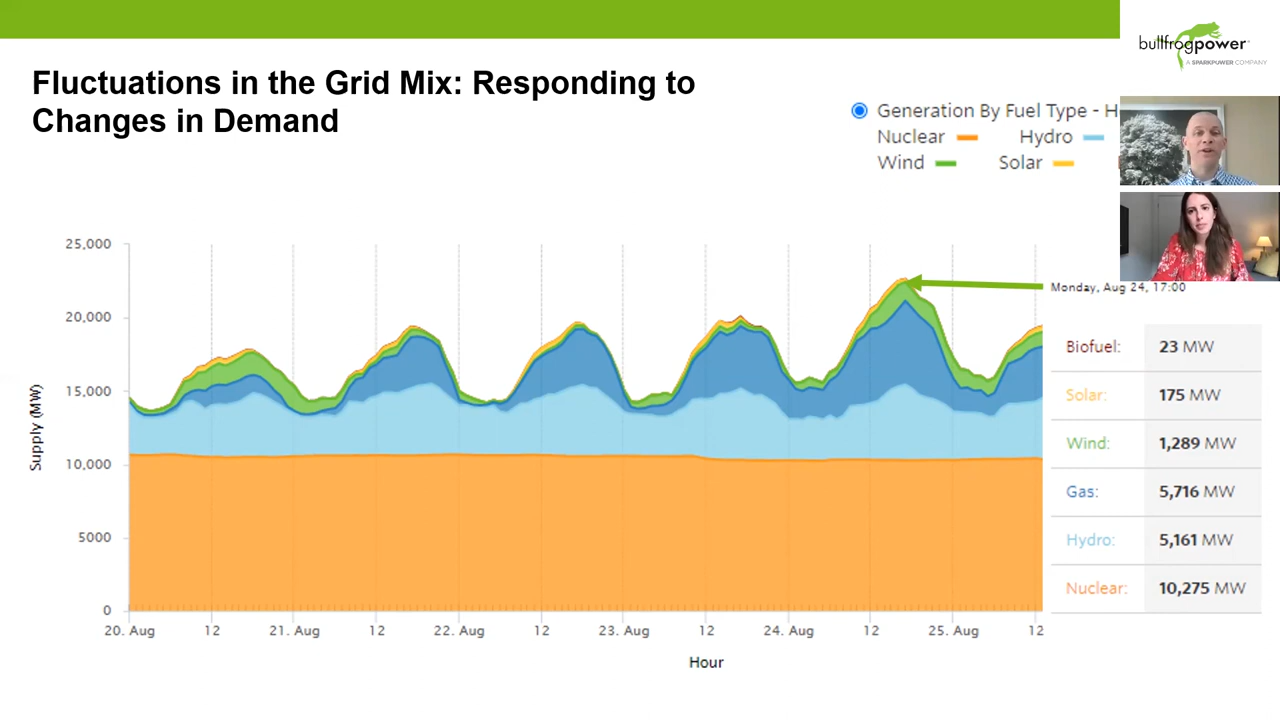 bullfrogpower
A SPARKPOWER COMPANY
Fluctuations in the Grid Mix: Responding to
Changes in Demand
Generation By Fuel Type - H
Nuclear Hydro
Wind Solar
25,000
20,000
15,000
10,000
5000
0
Supply (MW)
20. Aug 12 21. Aug 12 22. Aug 12 23. Aug 12 24. Aug 12 25. Aug 12
Hour
Monday, Aug 24, 17:00
Biofuel: 23 MW
Solar: 175 MW
Wind: 1,289 MW
Gas: 5,716 MW
Hydro: 5,161 MW
Nuclear: 10,275 MW